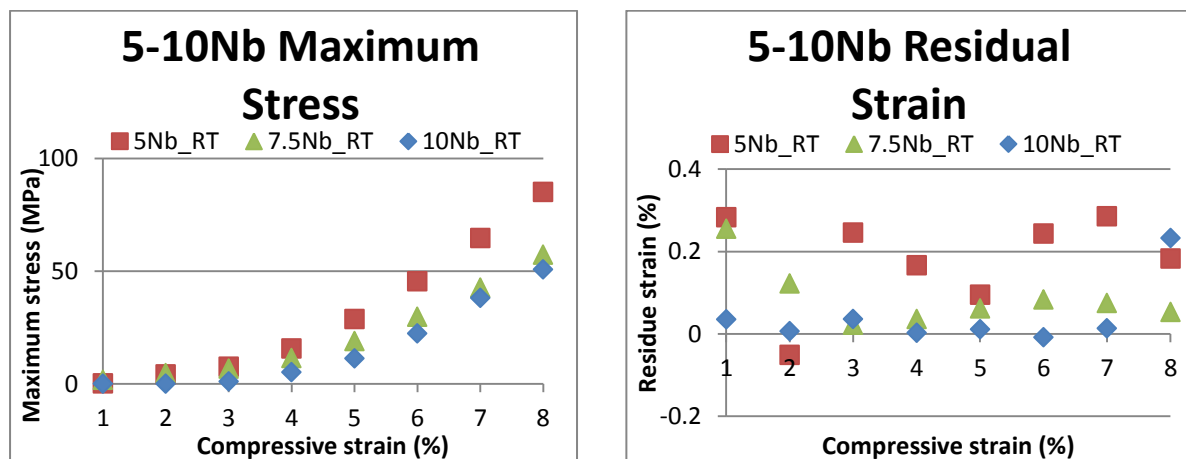 5-10Nb Maximum
Stress
5Nb_RT 7.5Nb_RT 10Nb_RT
100
50
0
Maximum stress (MPa)
1 2 3 4 5 6 7 8
Compressive strain (%)
5-10Nb Residual
Strain
5Nb_RT 7.5Nb_RT 10Nb_RT
0.4
0.2
0
-0.2
Residue strain (%)
1 2 3 4 5 6 7 8
Compressive strain (%)